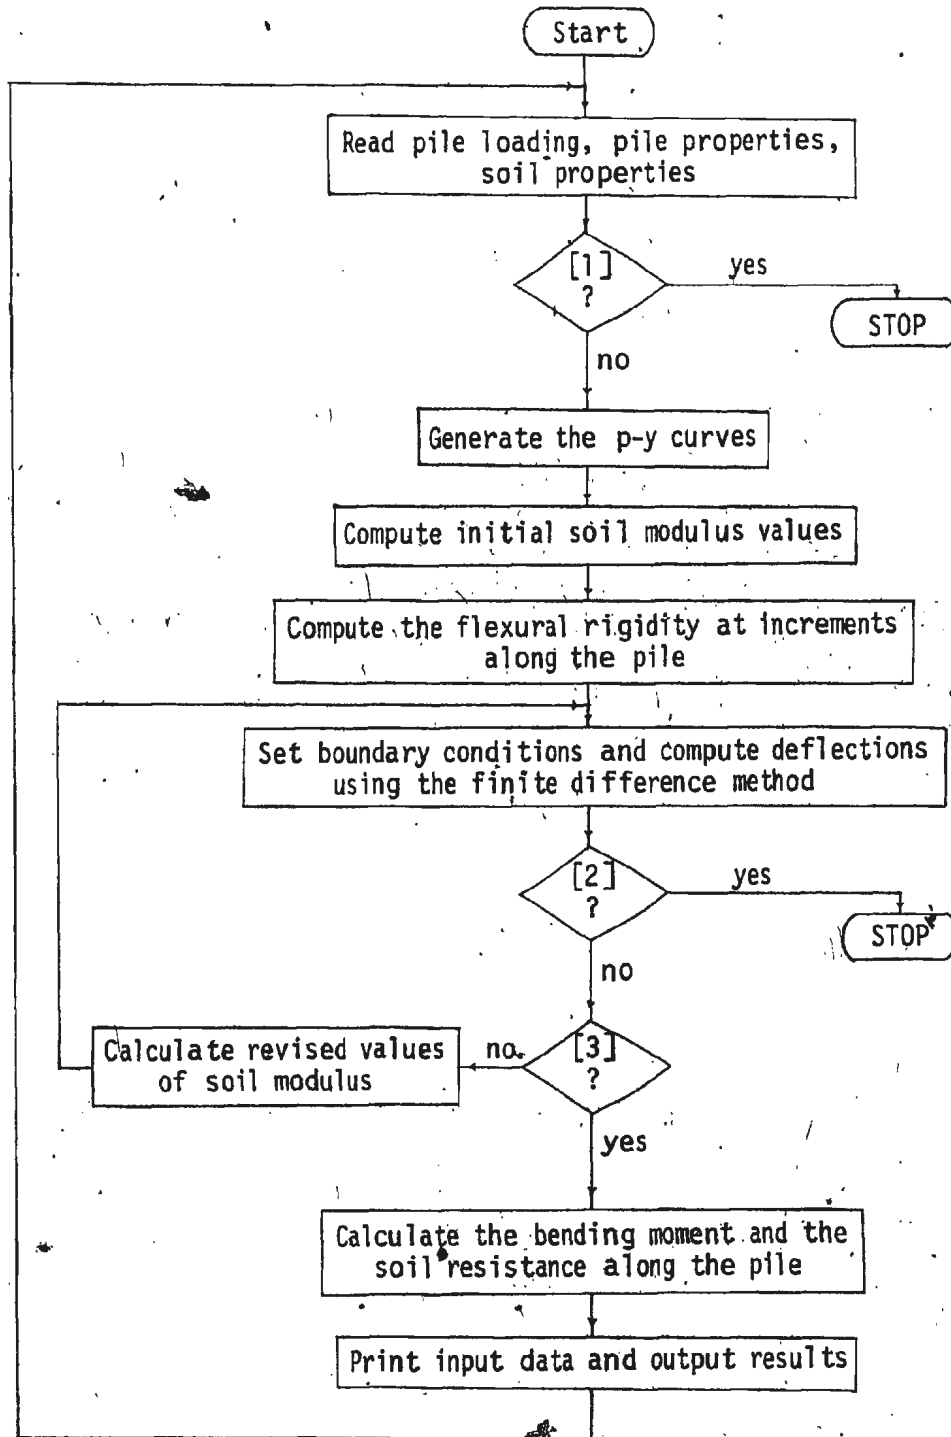 Start
Read pile loading, pile properties,
soil properties
[1]
?
yes
STOP
no
Generate the p-y curves
Compute initial soil modulus values
Compute the flexural rigidity at increments
along the pile
Set boundary conditions and compute deflections
using the finite difference method
[2]
?
yes
STOP
no
[3]
?
no
Calculate revised values
of soil modulus
yes
Calculate the bending moment and the
soil resistance along the pile
Print input data and output results